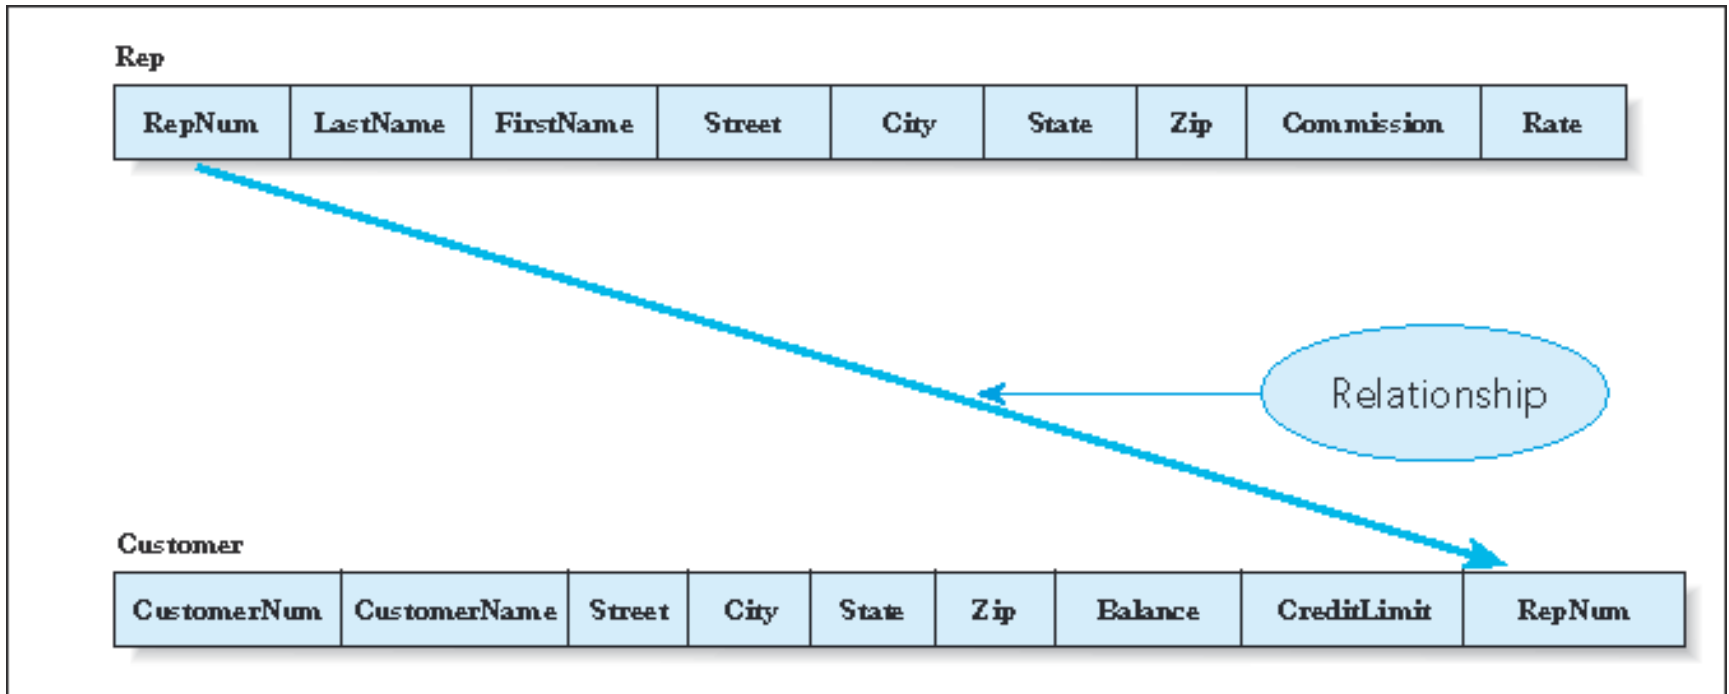 Rep
RepNum LastName FirstName Street City State Zip Commission Rate
Relationship
Customer
CustomerNum CustomerName Street City State Zip Balance CreditLimit RepNum